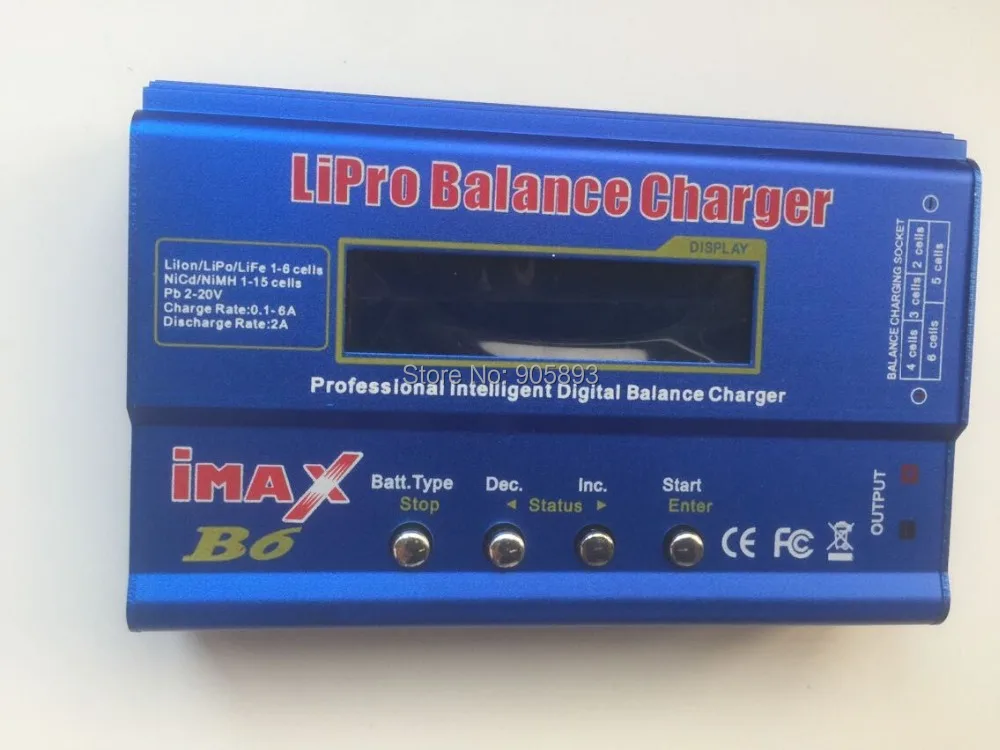 LiPro Balance Charger
DISPLAY
LiIon/LiPo/LiFe 1-6 cells
NiCd/NiMH 1-15 cells
Pb 2-20V
Charge Rate:0.1-6A
Discharge Rate:2A
BALANCE CHARGING SOCKET
4 cells 3 cells 2 cells
6 cells 5 cells
Store No: 905893
Professional Intelligent Digital Balance Charger
iMAX
B6
Batt.Type Dec. Inc. Start
Stop ◄ Status ► Enter
CE FC
OUTPUT